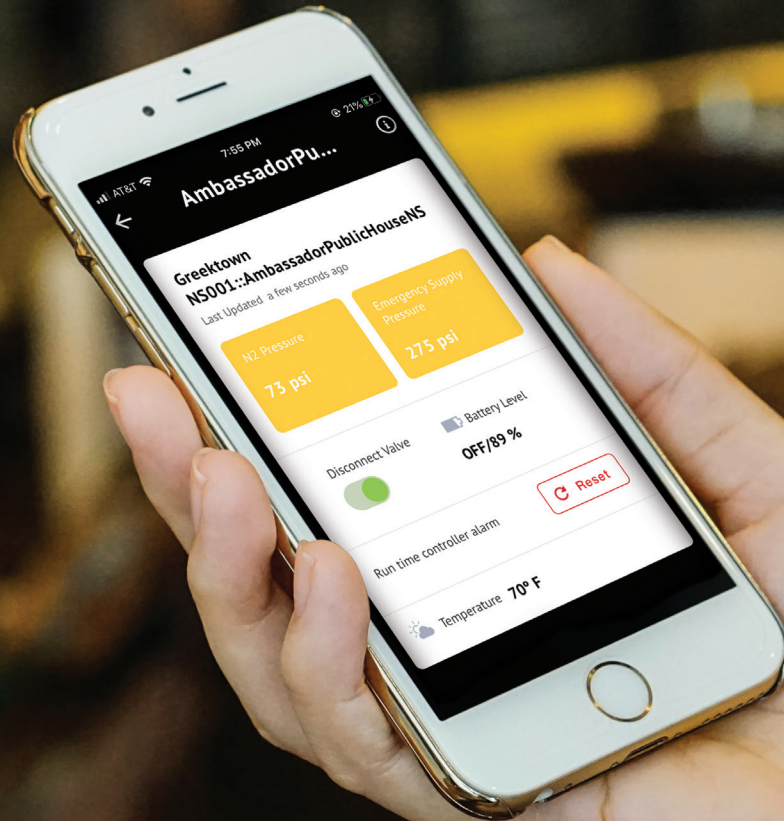 AT&T
7:55 PM
21%
AmbassadorPu...
Greektown
NS001::AmbassadorPublicHouseNS
Last Updated a few seconds ago
N2 Pressure
73 psi
Emergency Supply
Pressure
275 psi
Disconnect Valve
Battery Level
OFF/89 %
Run time controller alarm
Reset
Temperature 70° F